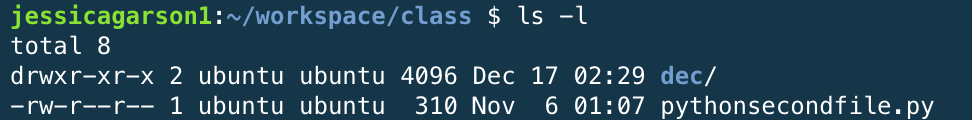 jessicagarson1:~/workspace/class $ ls -l
total 8
drwxr-xr-x 2 ubuntu ubuntu 4096 Dec 17 02:29 dec/
-rw-r--r-- 1 ubuntu ubuntu  310 Nov  6 01:07 pythonsecondfile.py